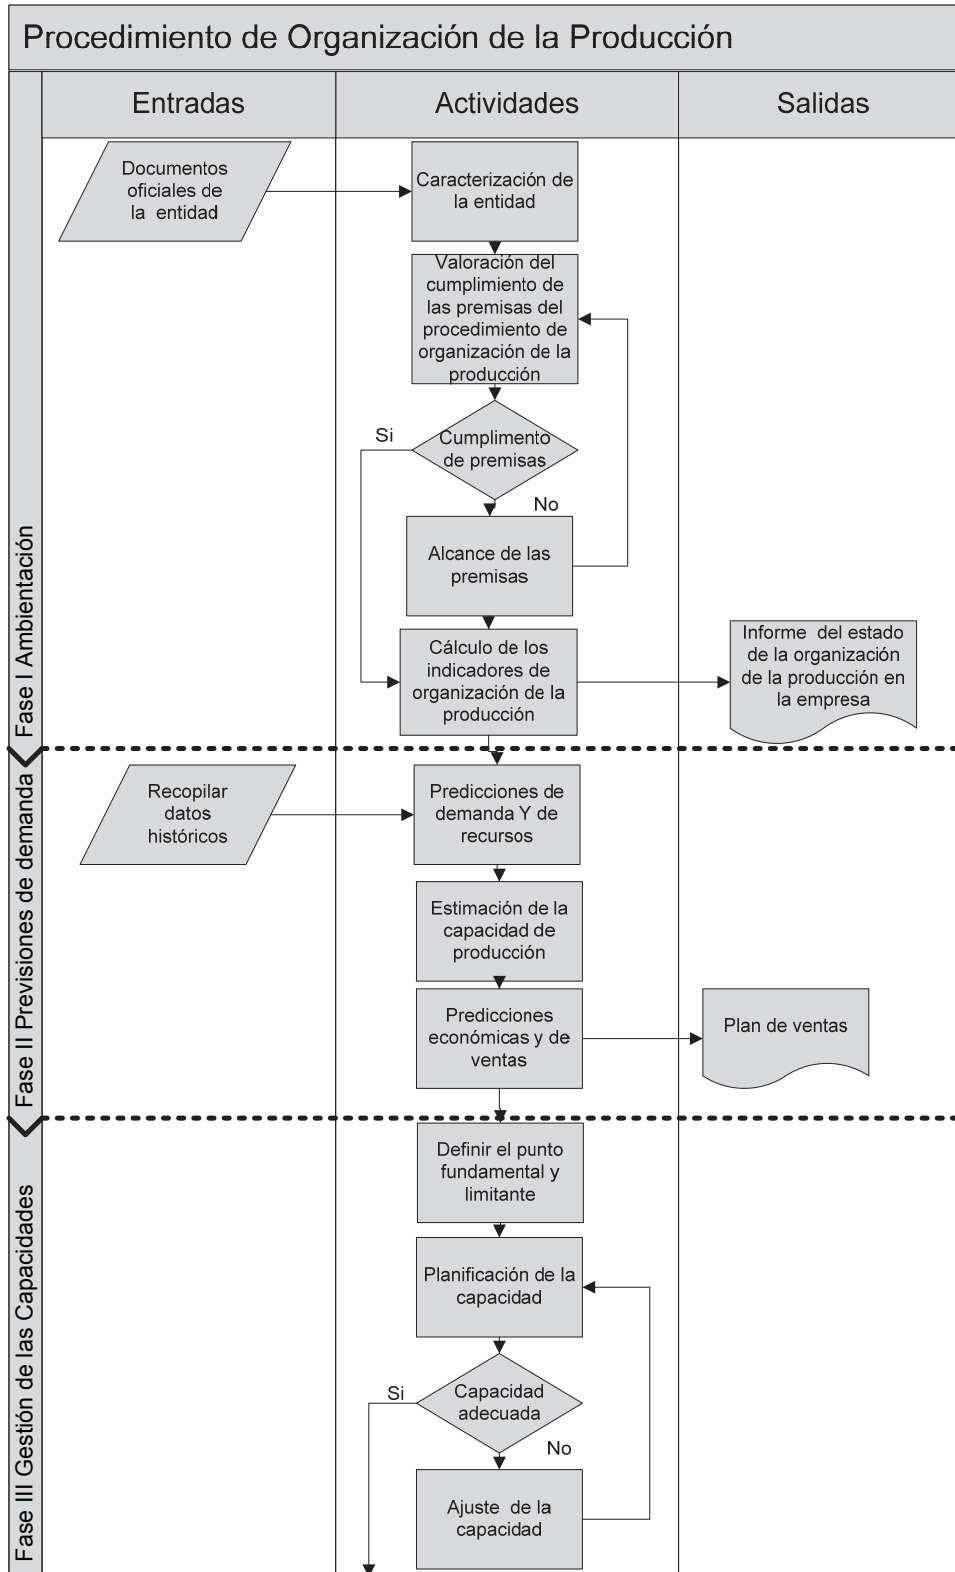 Procedimiento de Organización de la Producción
Entradas
Actividades
Salidas
Fase I Ambientación
Documentos
oficiales de
la entidad
Caracterización de
la entidad
Valoración del
cumplimiento de
las premisas del
procedimiento de
organización de la
producción
Si
Cumplimento
de premisas
No
Alcance de las
premisas
Cálculo de los
indicadores de
organización de la
producción
Informe del estado
de la organización
de la producción en
la empresa
Fase II Previsiones de demanda
Recopilar
datos
históricos
Predicciones de
demanda Y de
recursos
Estimación de la
capacidad de
producción
Predicciones
económicas y de
ventas
Plan de ventas
Fase III Gestión de las Capacidades
Definir el punto
fundamental y
limitante
Planificación de la
capacidad
Si
Capacidad
adecuada
No
Ajuste de la
capacidad